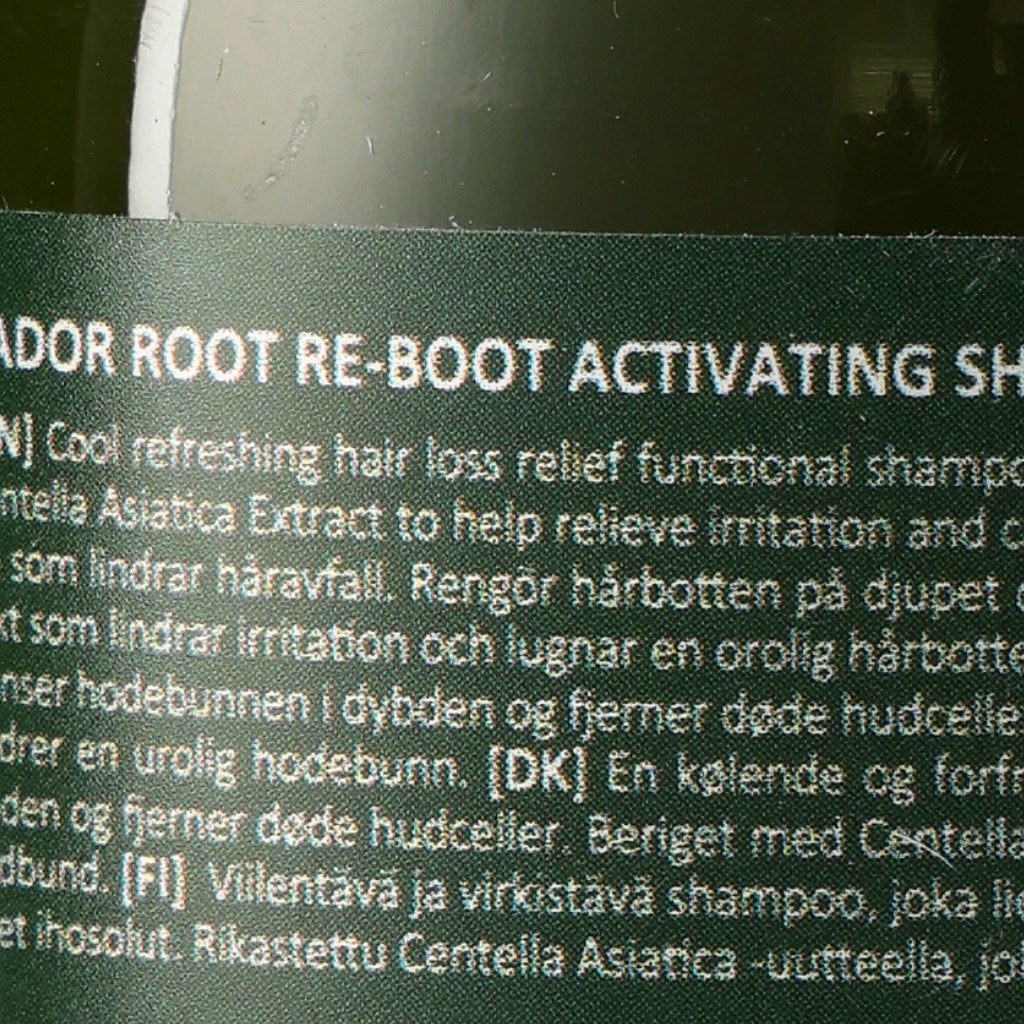 ADOR ROOT RE-BOOT ACTIVATING SH
N] Cool refreshing hair loss relief functional shampo
ntella Asiatica Extract to help relieve irritation and c
som lindrar håravfall. Rengör hårbotten på djupet
kt som lindrar irritation och lugnar en orolig hårbotte
nser hodebunnen i dybden og fjerner døde hudcelle
drer en urolig hodebunn. [DK] En kølende og forfr
den og fjerner døde hudceller. Beriget med Centella
dbund. [FI] Viilentävä ja virkistävä shampoo, joka lie
et ihosolut. Rikastettu Centella Asiatica -uutteella, jo